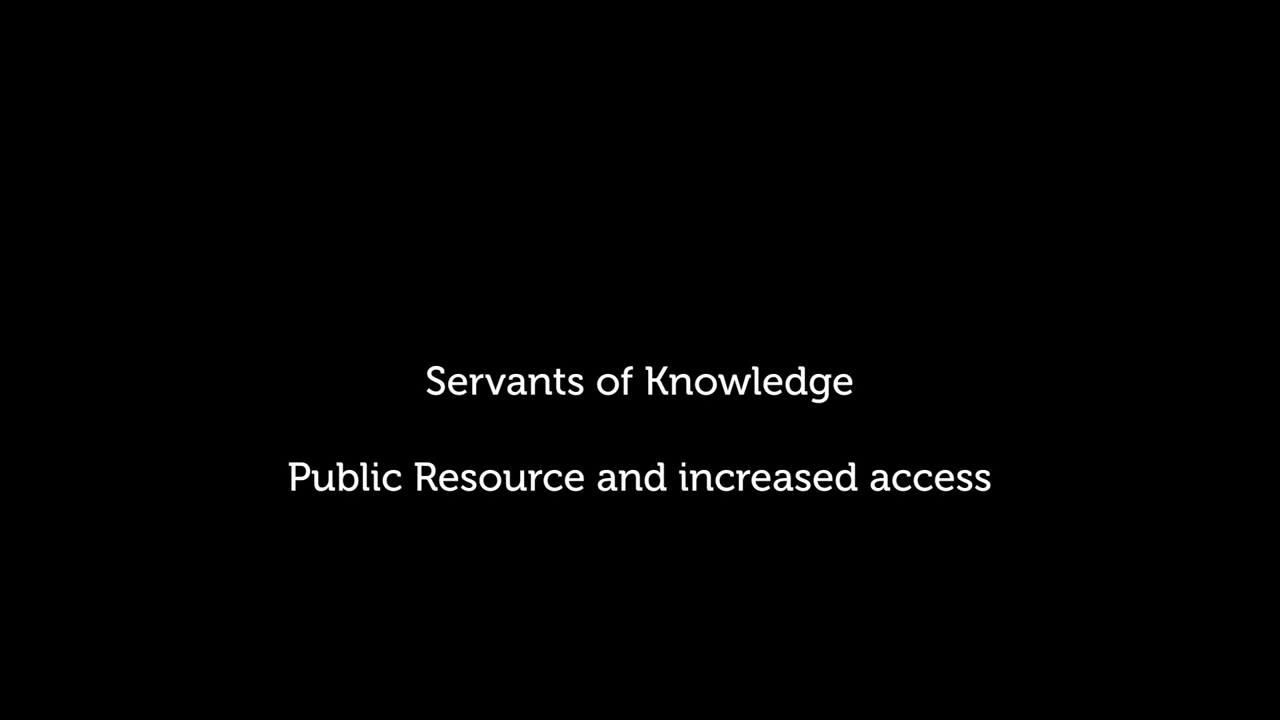 Servants of Knowledge
Public Resource and increased access